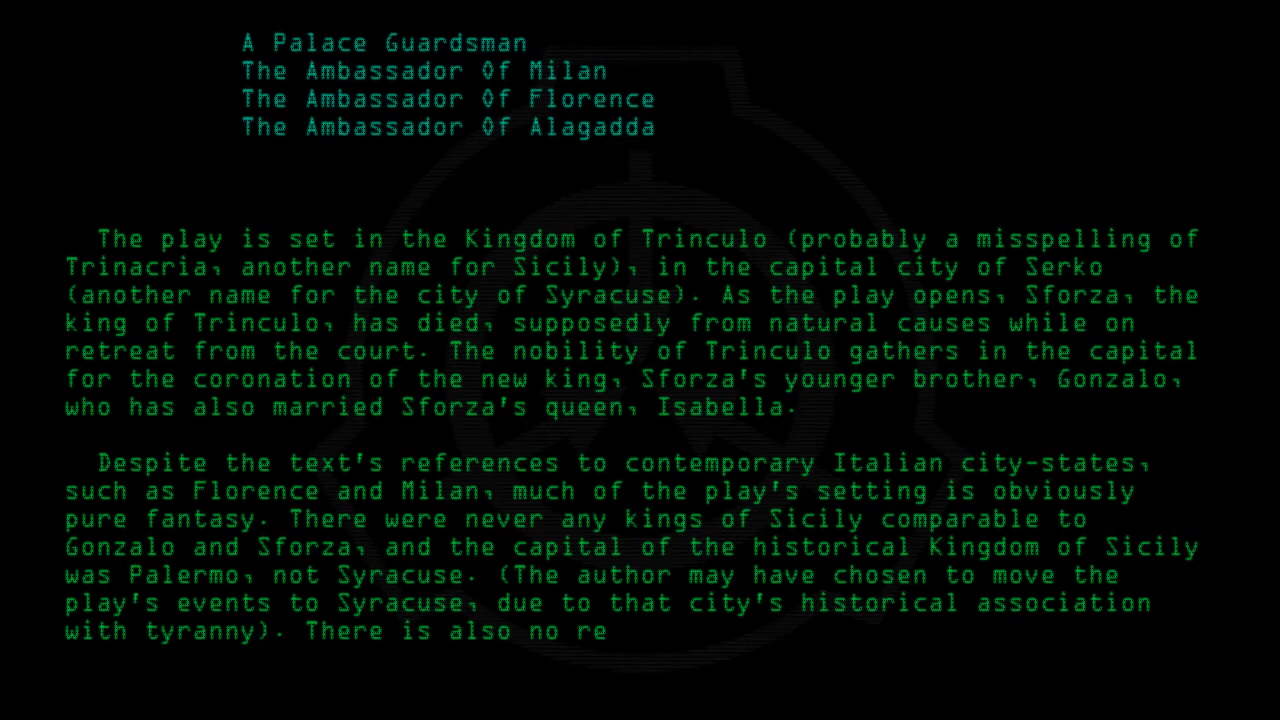 A Palace Guardsman
The Ambassador Of Milan
The Ambassador Of Florence
The Ambassador Of Alagadda
The play is set in the Kingdom of Trinculo (probably a misspelling of
Trinacria, another name for Sicily), in the capital city of Serko
(another name for the city of Syracuse). As the play opens, Sforza, the
king of Trinculo, has died, supposedly from natural causes while on
retreat from the court. The nobility of Trinculo gathers in the capital
for the coronation of the new king, Sforza's younger brother, Gonzalo,
who has also married Sforza's queen, Isabella.
Despite the text's references to contemporary Italian city-states,
such as Florence and Milan, much of the play's setting is obviously
pure fantasy. There were never any kings of Sicily comparable to
Gonzalo and Sforza, and the capital of the historical Kingdom of Sicily
was Palermo, not Syracuse. (The author may have chosen to move the
play's events to Syracuse, due to that city's historical association
with tyranny). There is also no re